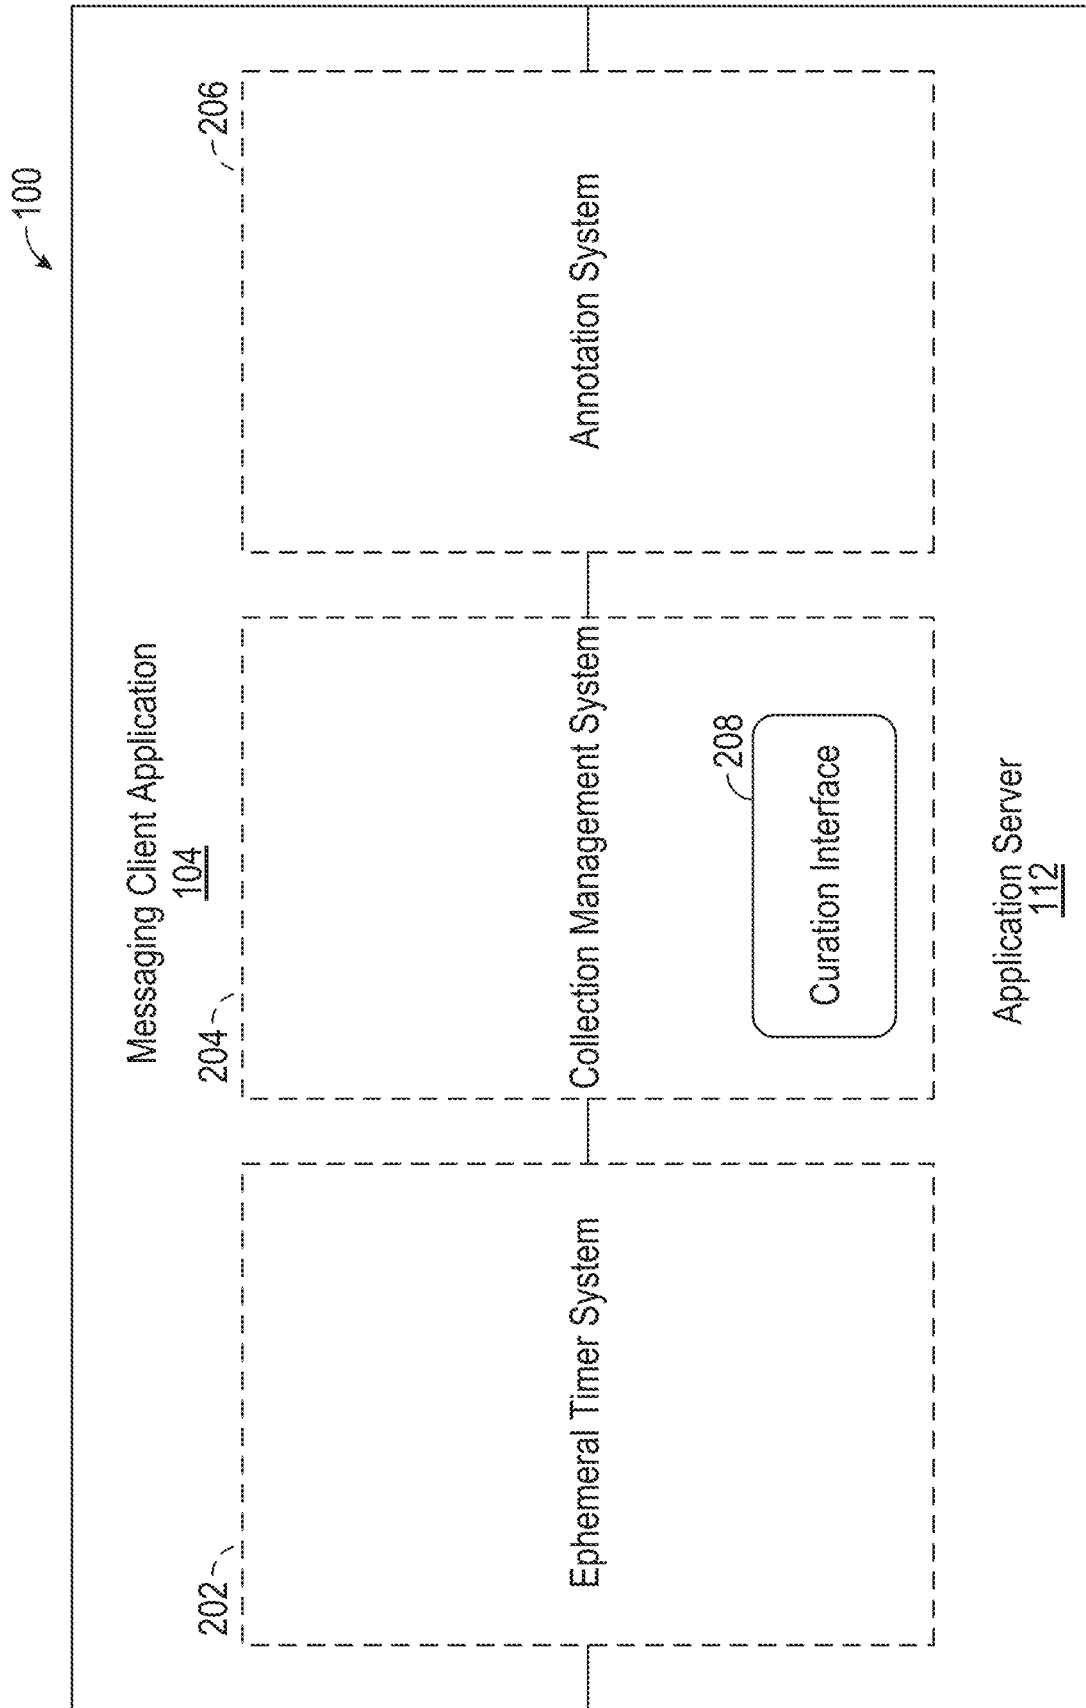 100
Messaging Client Application
104
202
204
206
Ephemeral Timer System
Collection Management System
Annotation System
208
Curation Interface
Application Server
112